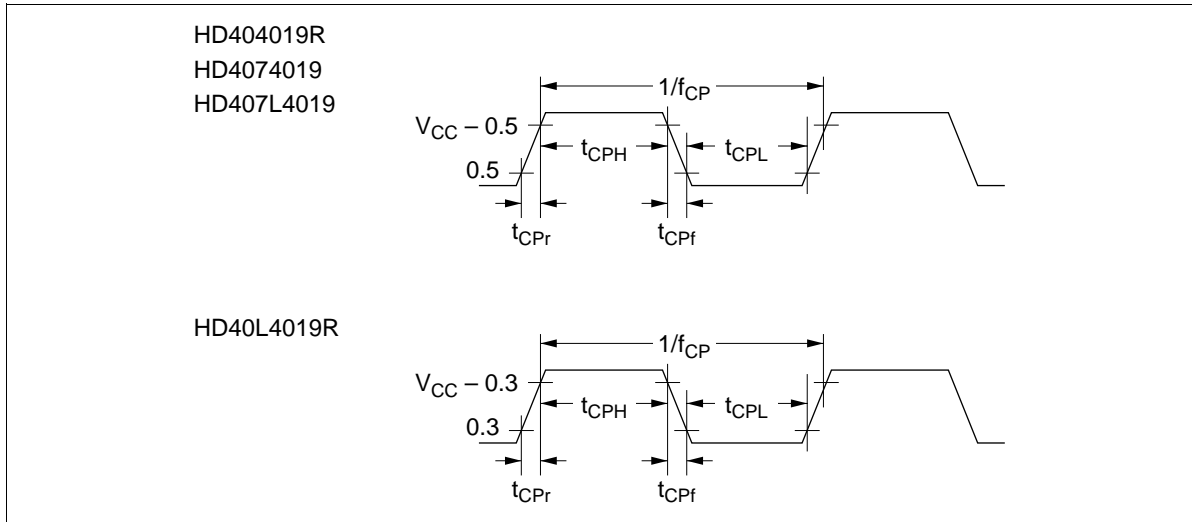 HD404019R
HD4074019
HD407L4019
1/fCP
VCC – 0.5
tCPH
tCPL
0.5
tCPr
tCPf
HD40L4019R
1/fCP
VCC – 0.3
tCPH
tCPL
0.3
tCPr
tCPf